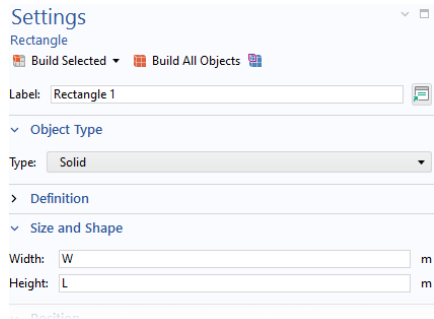 Settings
Rectangle
Build Selected Build All Objects
Label: Rectangle 1
Object Type
Type: Solid
Definition
Size and Shape
Width: W m
Height: L m
Position